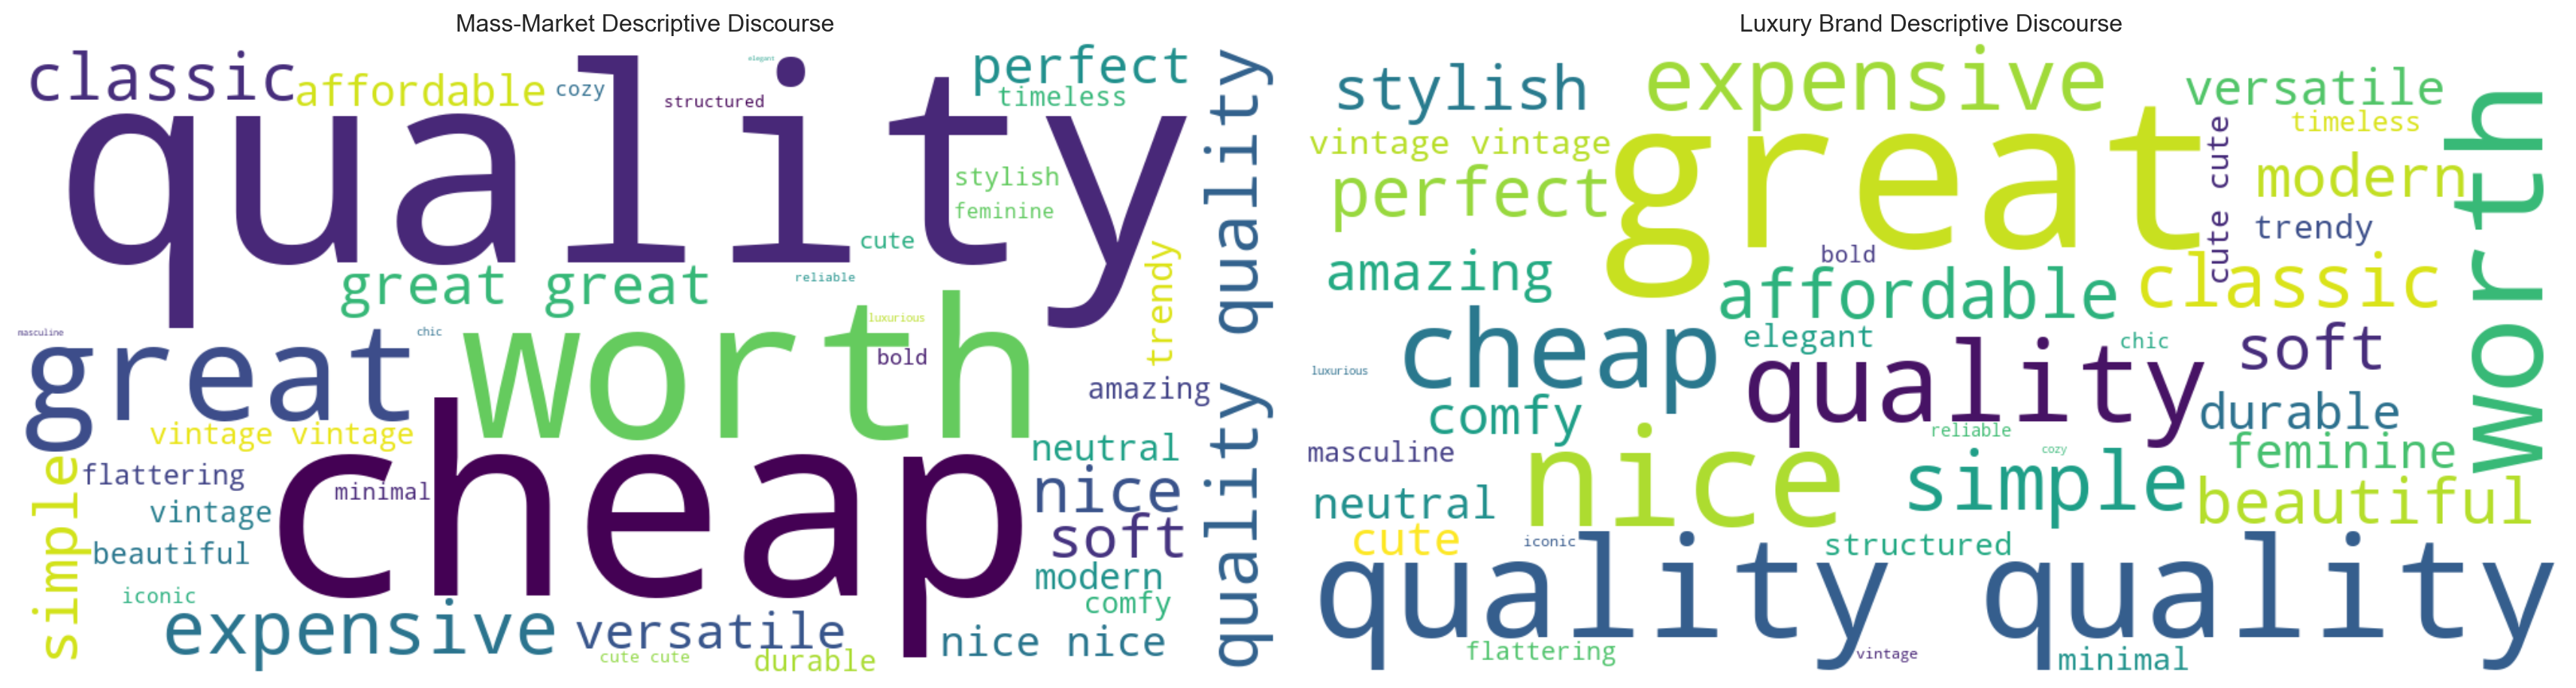 Mass-Market Descriptive Discourse
elegant
classic
affordable
cozy
structured
perfect
timeless
quality
stylish
feminine
cute
great great
reliable
trendy
quality quality
masculine
chic
luxurious
great
worth
bold
amazing
vintage vintage
cheap
neutral
simple
flattering
minimal
nice
vintage
soft
beautiful
modern
iconic
comfy
expensive
versatile
nice nice
cute cute
durable
Luxury Brand Descriptive Discourse
stylish
expensive
versatile
timeless
vintage vintage
great
cute cute
worth
perfect
modern
trendy
bold
amazing
affordable
classic
cheap
elegant
chic
soft
luxurious
quality
comfy
durable
reliable
masculine
nice
cozy
feminine
neutral
simple
beautiful
cute
iconic
structured
quality quality
flattering
vintage
minimal